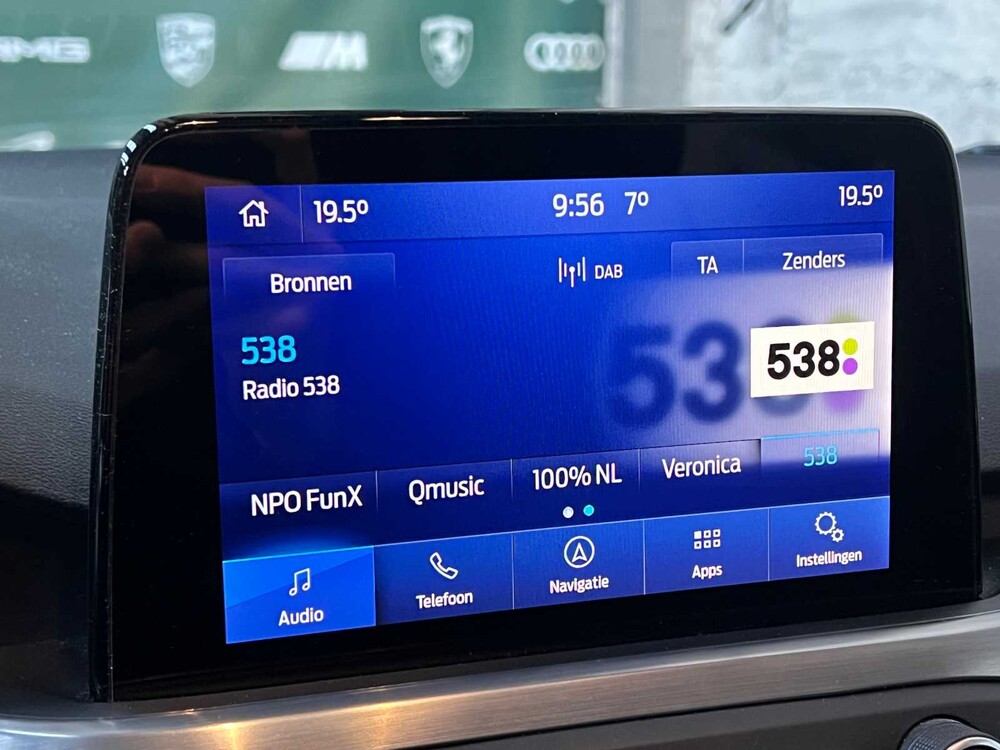 AMG
M
19.5°
9:56 7°
19.5°
Bronnen
DAB
TA
Zenders
538
Radio 538
538
538
NPO FunX
Qmusic
100% NL
Veronica
538
Audio
Telefoon
Navigatie
Apps
Instellingen